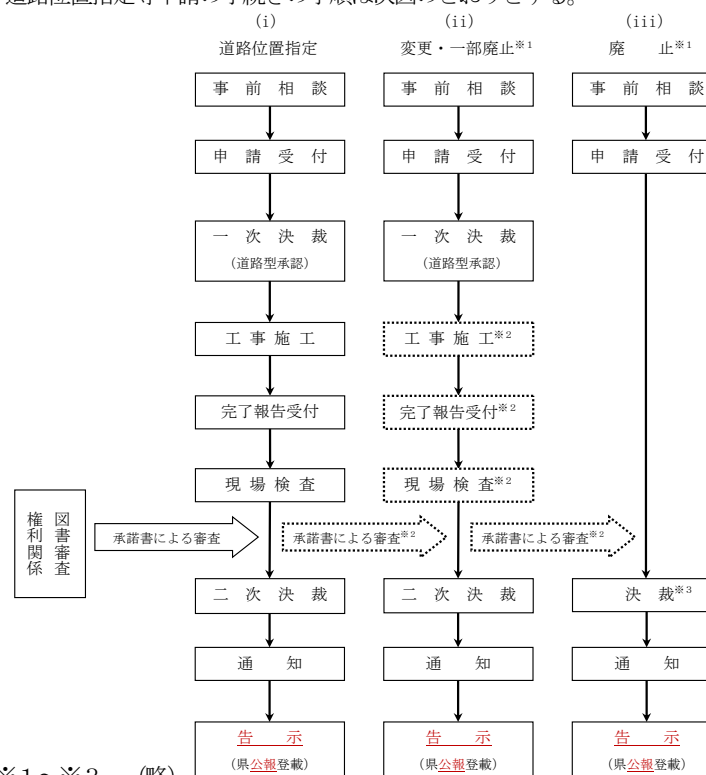 道路位置指定等申請の手続きの手順は次図のとおりとする。
(i) (ii) (iii)
道路位置指定 変更・一部廃止※1 廃 止※1
事 前 相 談 事 前 相 談 事 前 相 談
申 請 受 付 申 請 受 付 申 請 受 付
一 次 決 裁 一 次 決 裁
(道路型承認) (道路型承認)
工 事 施 工 工 事 施 工※2
完了報告受付 完了報告受付※2
現 場 検 査 現 場 検 査※2
図書審査
権利関係
承諾書による審査 承諾書による審査※2 承諾書による審査※2
二 次 決 裁 二 次 決 裁 決 裁※3
通 知 通 知 通 知
告 示 告 示 告 示
(県公報登載) (県公報登載) (県公報登載)
※1~※3 (略)